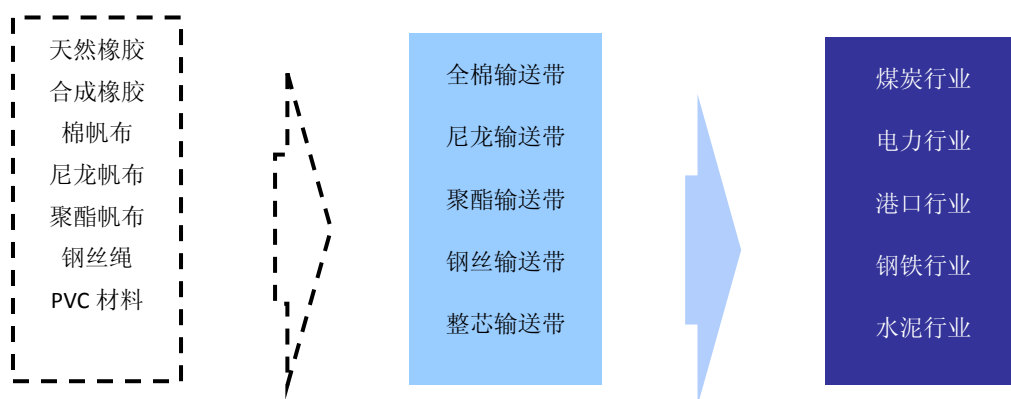 天然橡胶
合成橡胶
棉帆布
尼龙帆布
聚酯帆布
钢丝绳
PVC 材料
全棉输送带
尼龙输送带
聚酯输送带
钢丝输送带
整芯输送带
煤炭行业
电力行业
港口行业
钢铁行业
水泥行业